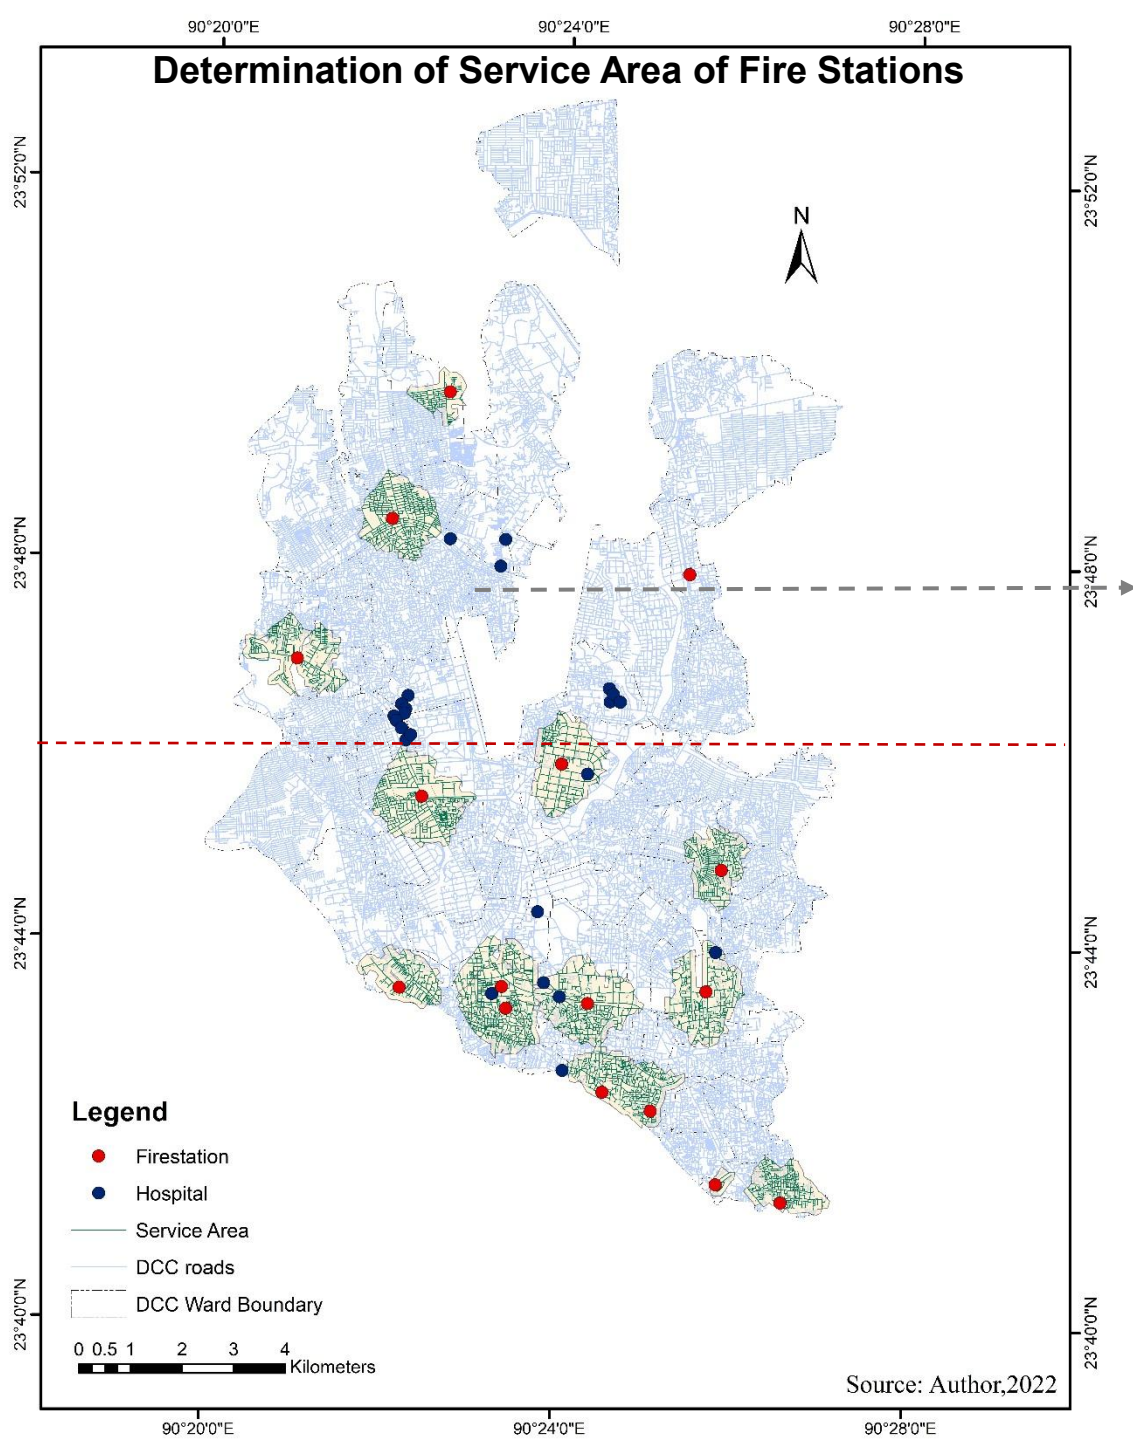 90°20'0"E 90°24'0"E 90°28'0"E
Determination of Service Area of Fire Stations
23°52'0"N 23°52'0"N
N
23°48'0"N 23°48'0"N
23°44'0"N 23°44'0"N
Legend
Firestation
Hospital
Service Area
DCC roads
DCC Ward Boundary
23°40'0"N 23°40'0"N
0 0.5 1 2 3 4
Kilometers
Source: Author,2022
90°20'0"E 90°24'0"E 90°28'0"E